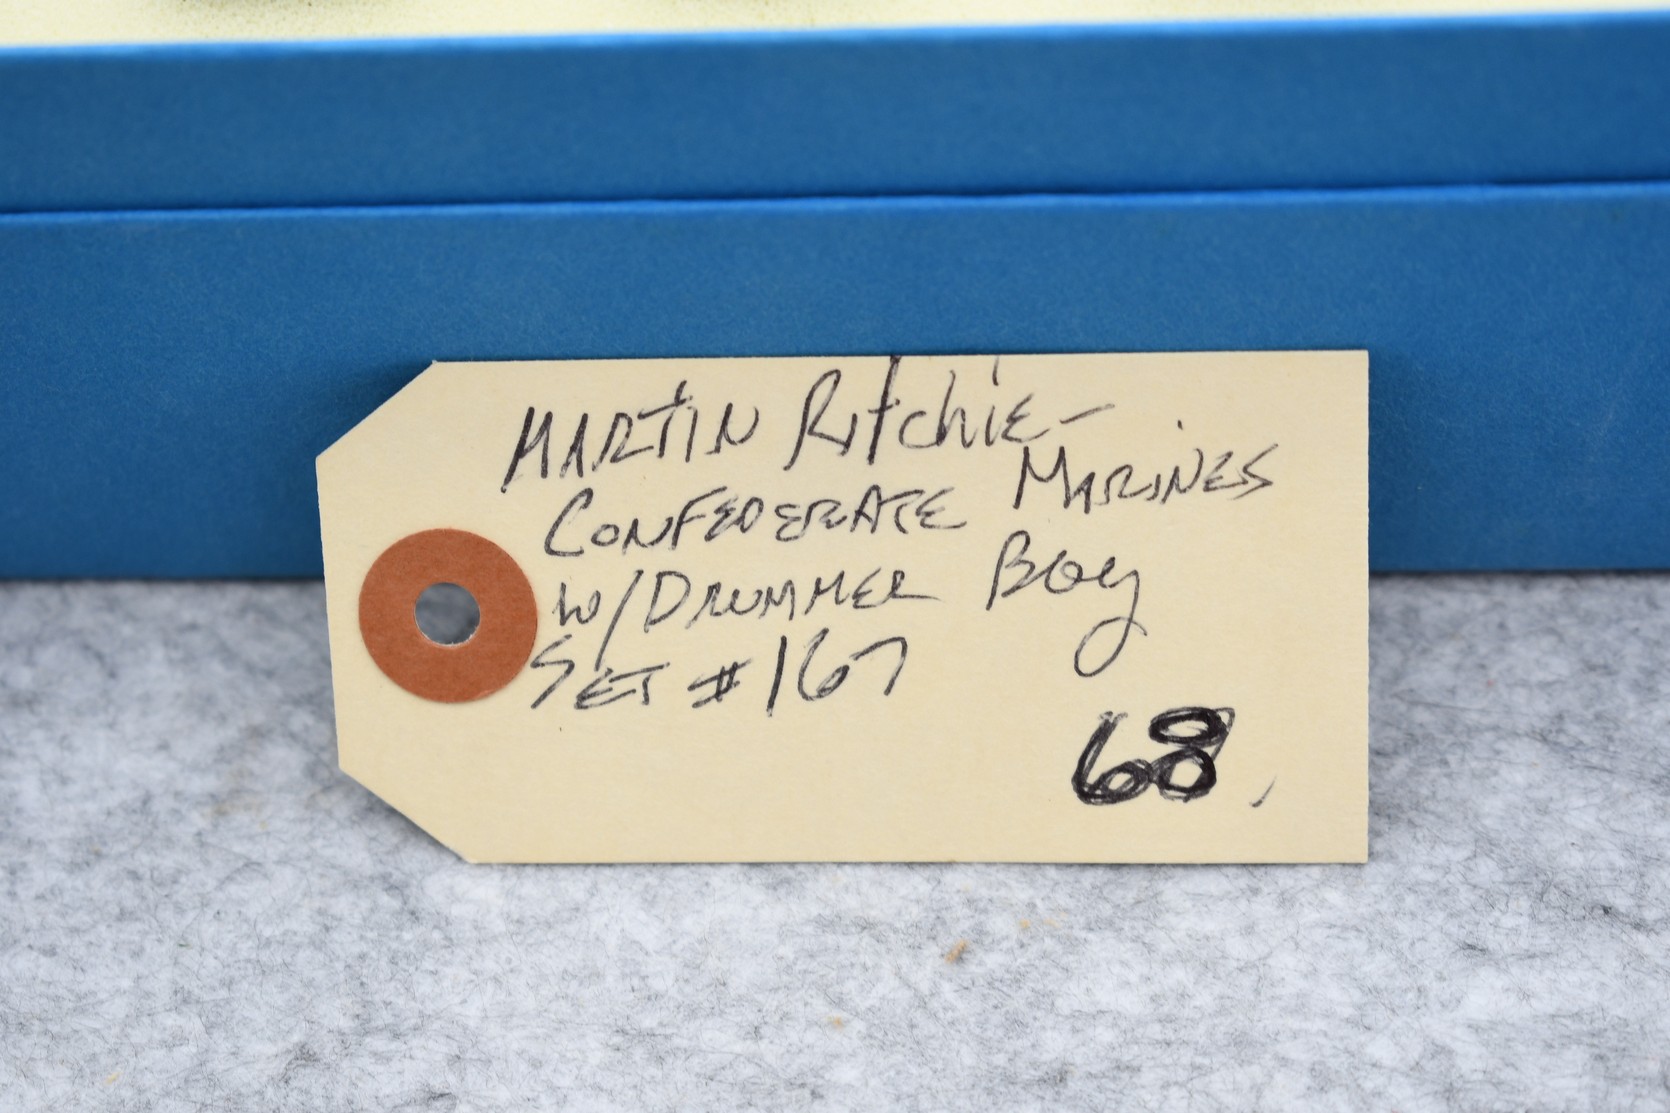 MARTIN Ritchie-
CONFEDERATE MARINES
W/DRUMMER Boy
SET #167
68